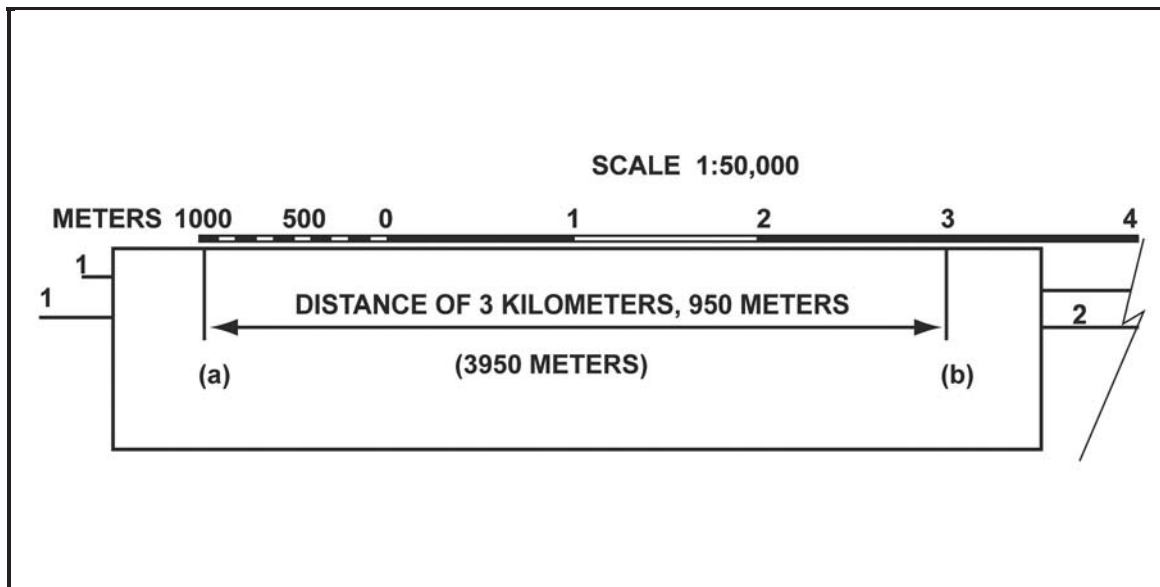 SCALE 1:50,000
METERS 1000 500 0 1 2 3 4
1
1
DISTANCE OF 3 KILOMETERS, 950 METERS
2
(3950 METERS)
(a) (b)